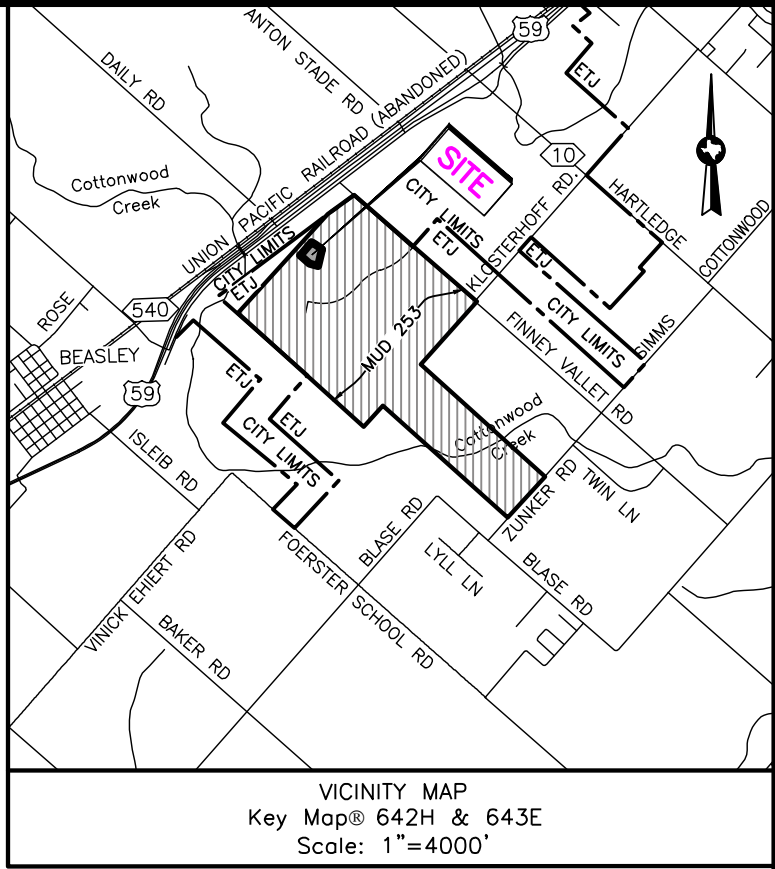 59
ANTON STADE RD
DAILY RD
UNION PACIFIC RAILROAD (ABANDONED)
ETJ
10
SITE
Cottonwood
Creek
CITY LIMITS
ETJ
KLOSTERHOFF RD.
HARTLEDGE
COTTONWOOD
ETJ
CITY LIMITS
ETJ
CITY LIMITS
SIMMS
540
ROSE
BEASLEY
59
MUD 253
FINNEY VALLET RD
ETJ
ETJ
CITY LIMITS
Cottonwood
Creek
ISLEIB RD
ZUNKER RD
TWIN LN
BLASE RD
LYLL LN
BLASE RD
FOERSTER SCHOOL RD
VINICK EHIERT RD
BAKER RD
VICINITY MAP
Key Map® 642H & 643E
Scale: 1"=4000'